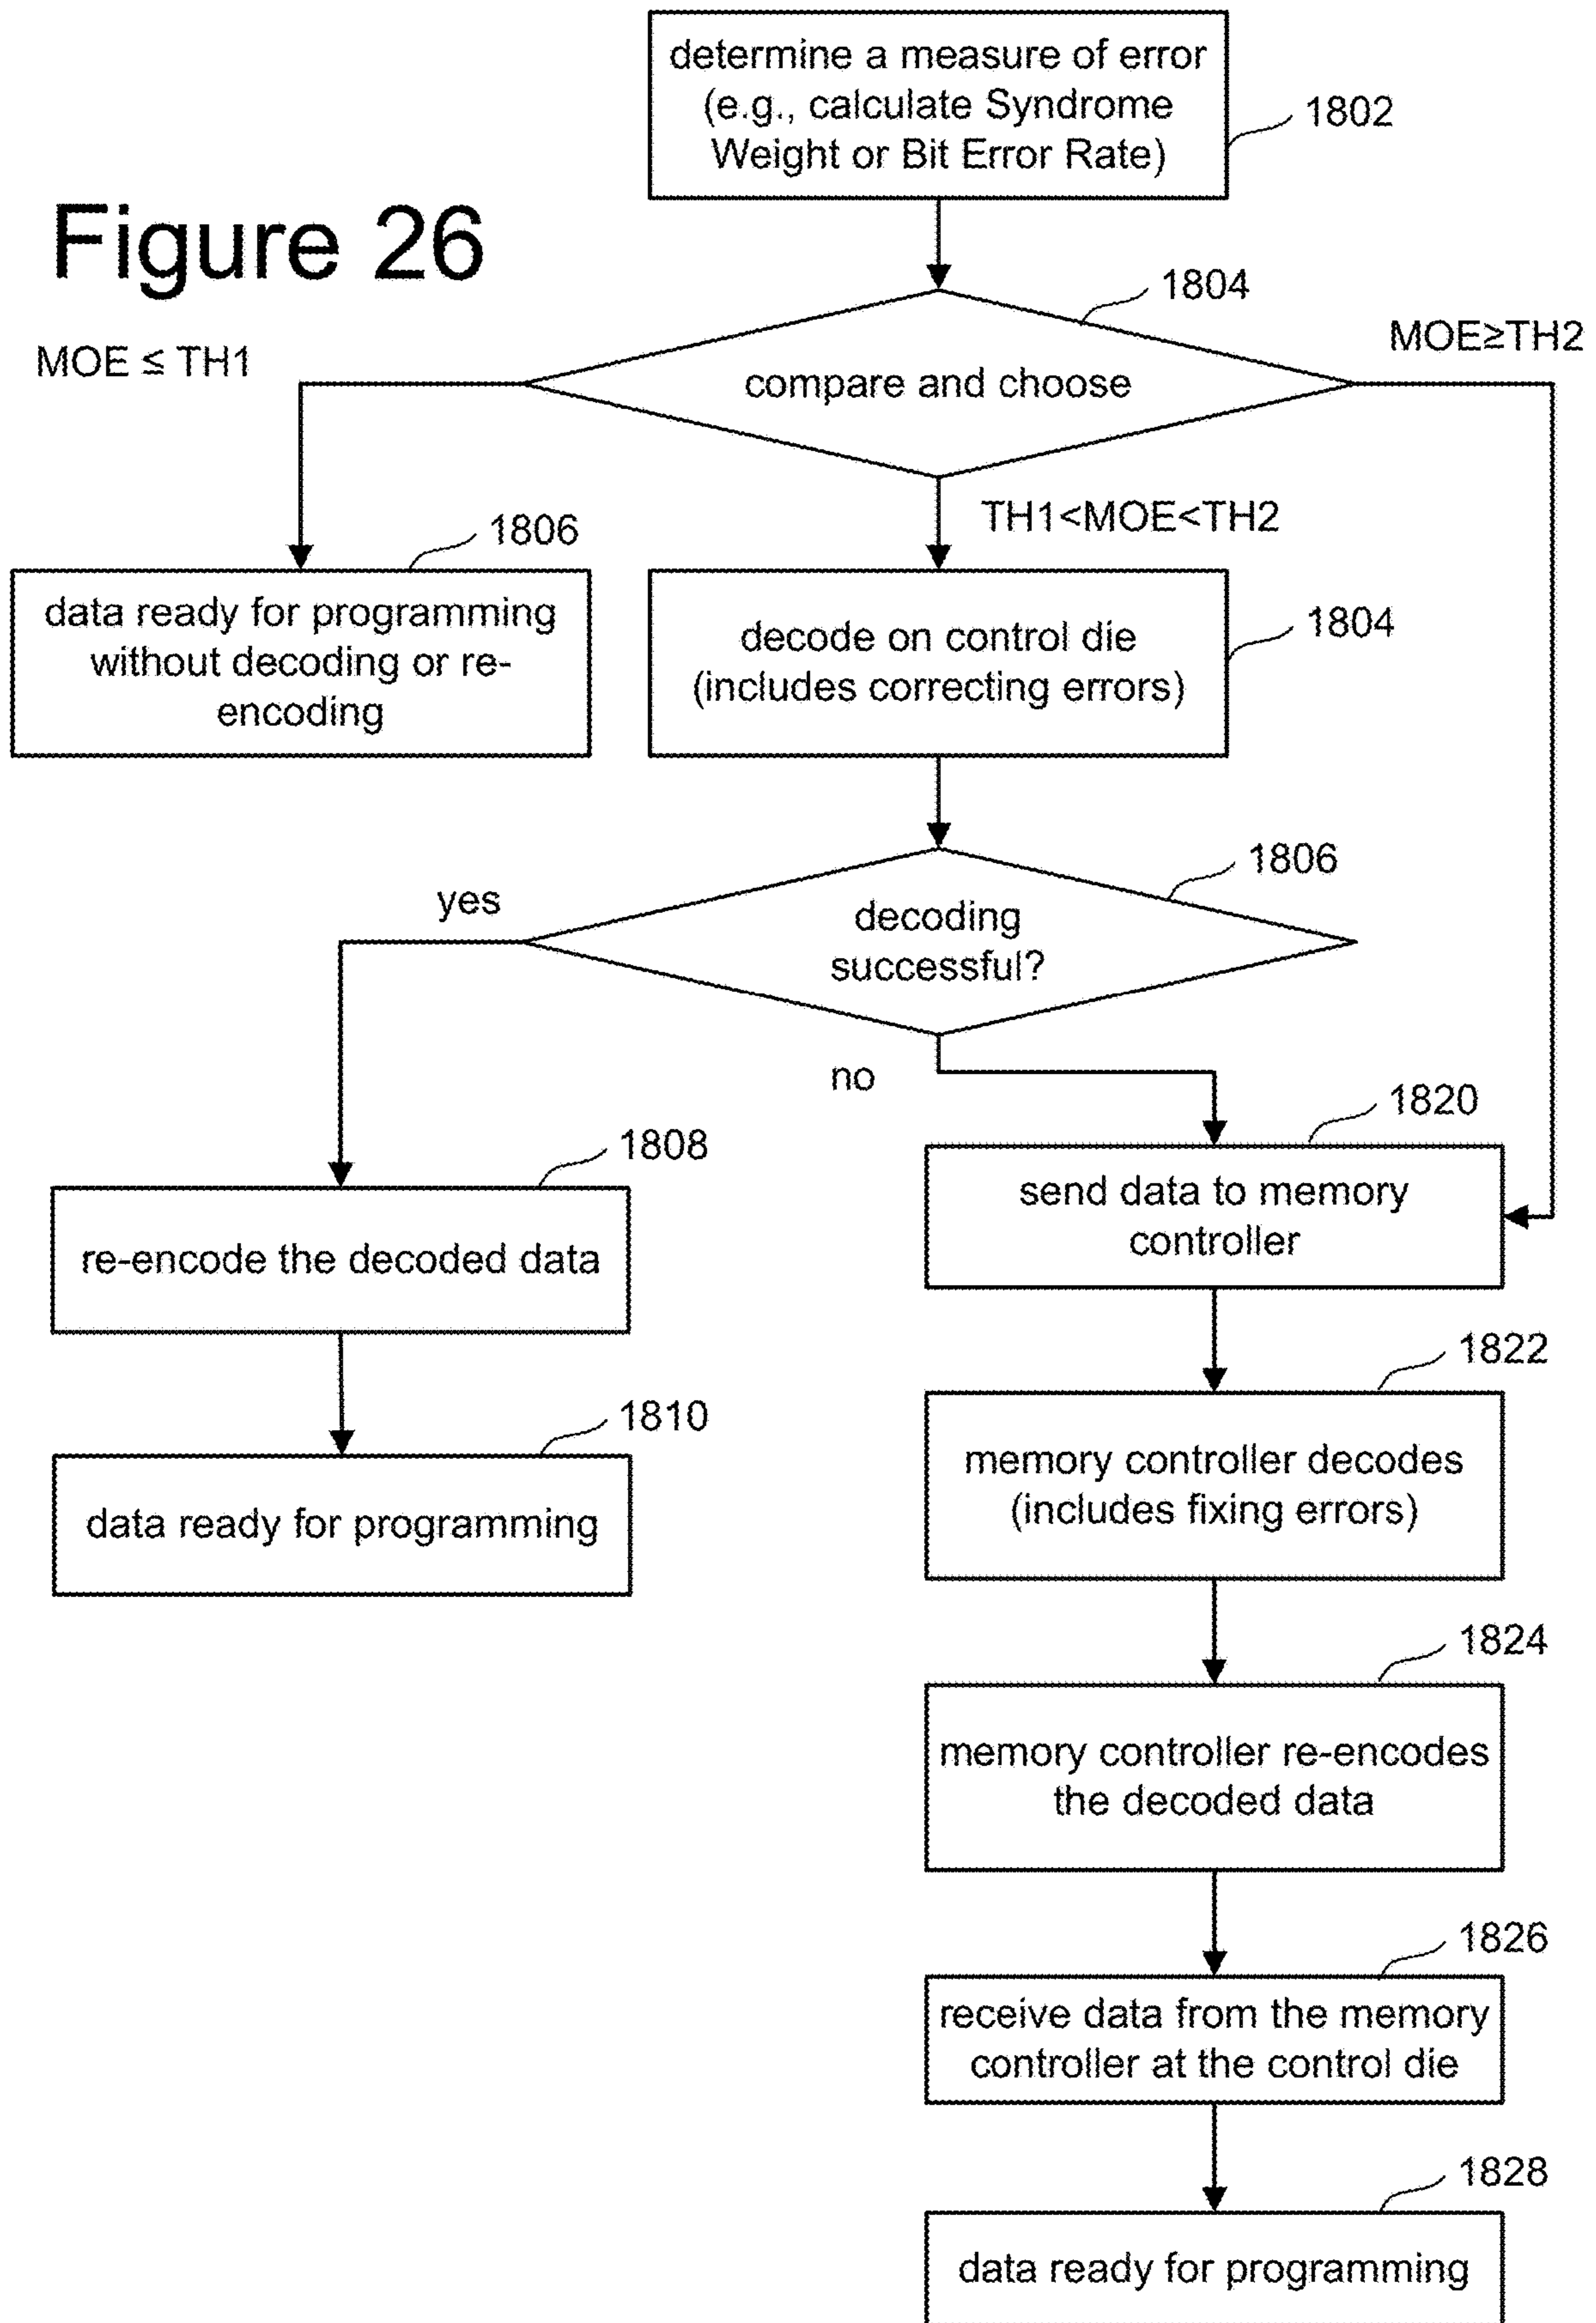 determine a measure of error
(e.g., calculate Syndrome
Weight or Bit Error Rate)
1802
Figure 26
1804
MOE ≤ TH1
MOE≥TH2
compare and choose
TH1<MOE<TH2
1806
data ready for programming
without decoding or re-
encoding
1804
decode on control die
(includes correcting errors)
1806
yes
decoding
successful?
no
1808
re-encode the decoded data
1820
send data to memory
controller
1810
data ready for programming
1822
memory controller decodes
(includes fixing errors)
1824
memory controller re-encodes
the decoded data
1826
receive data from the memory
controller at the control die
1828
data ready for programming